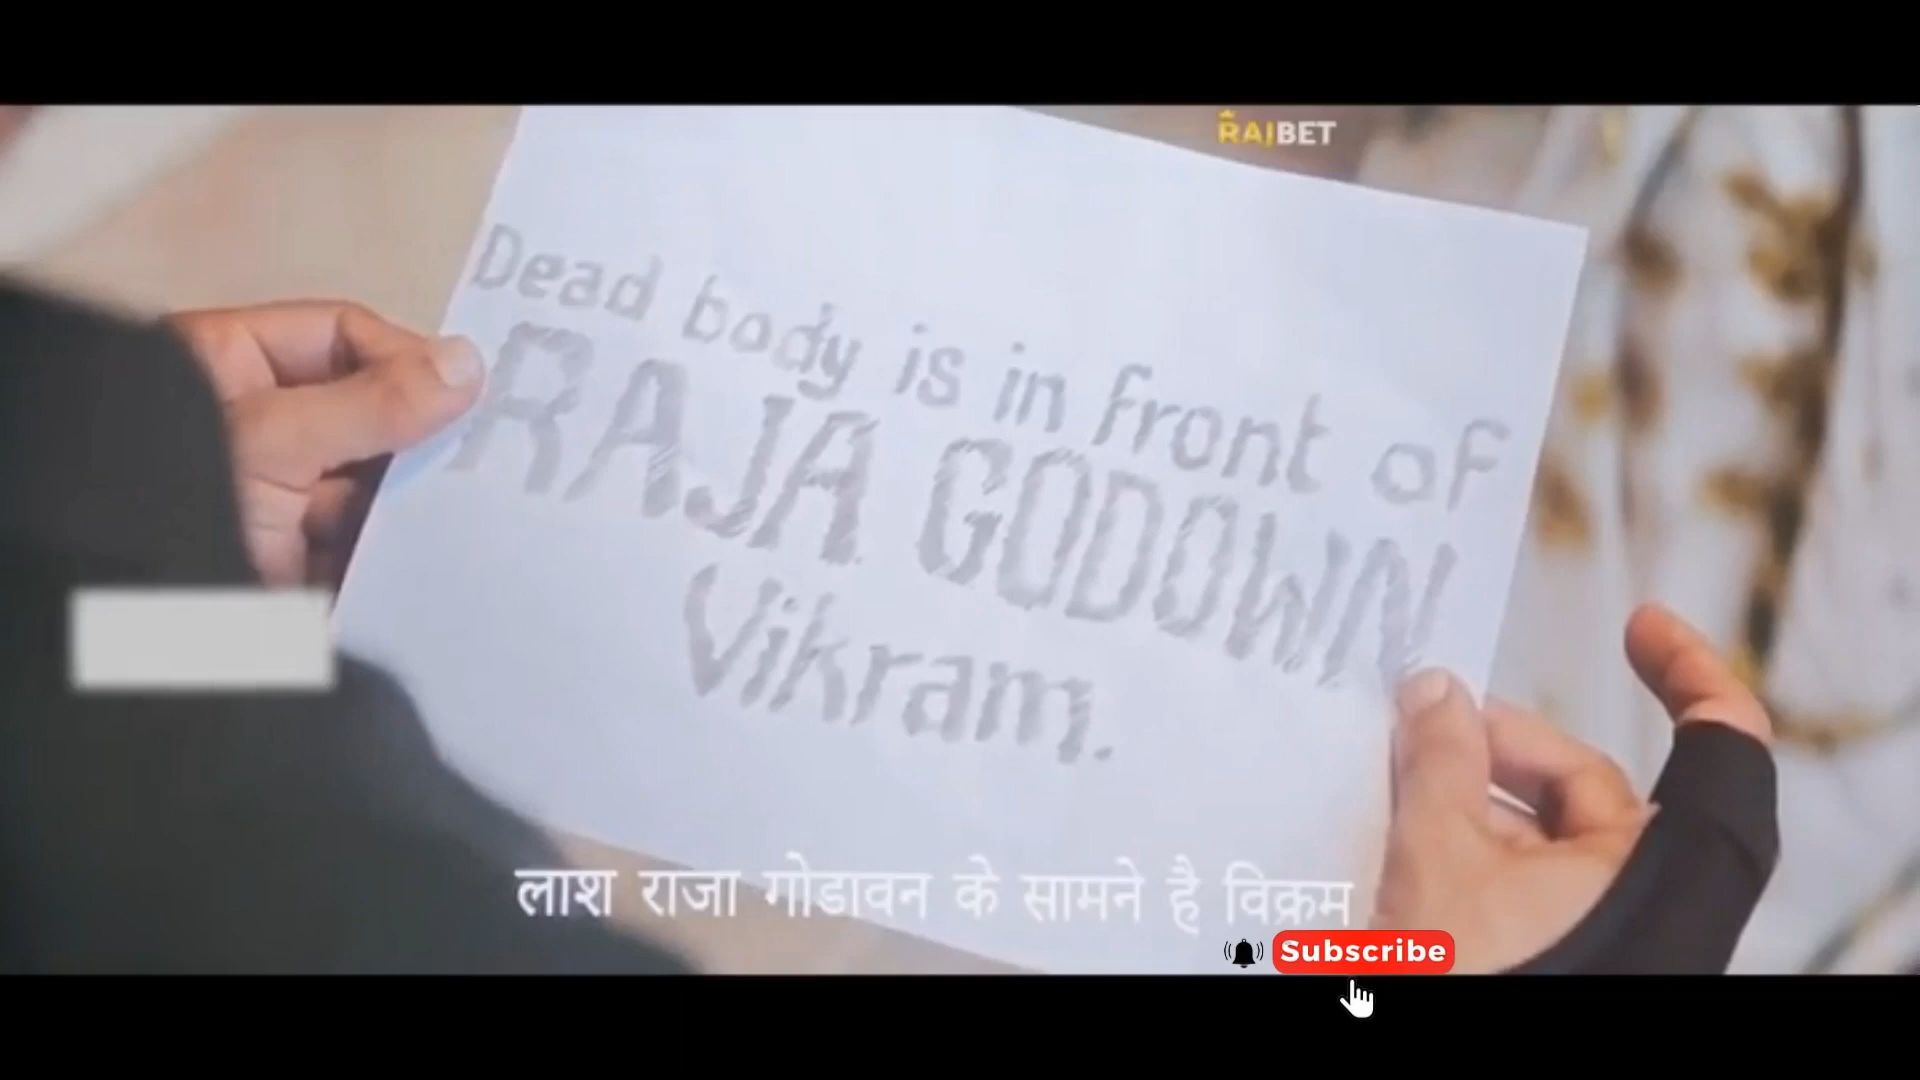 RAJBET
Dead body is in front of
RAJA GODOWN
Vikram.
लाश राजा गोडावन के सामने है विक्रम
Subscribe